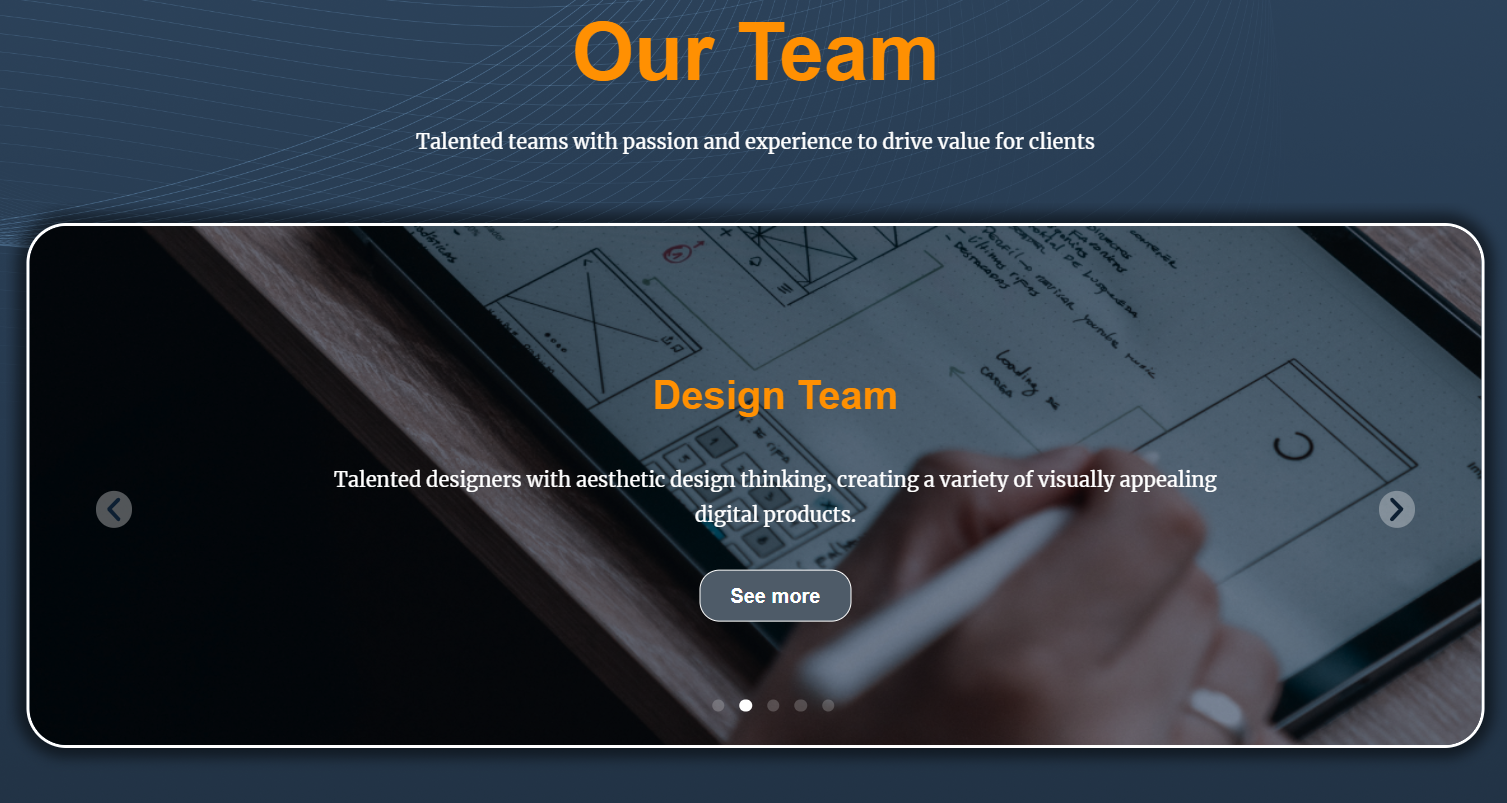 Our Team
Talented teams with passion and experience to drive value for clients
Design Team
Talented designers with aesthetic design thinking, creating a variety of visually appealing
digital products.
See more
Loading